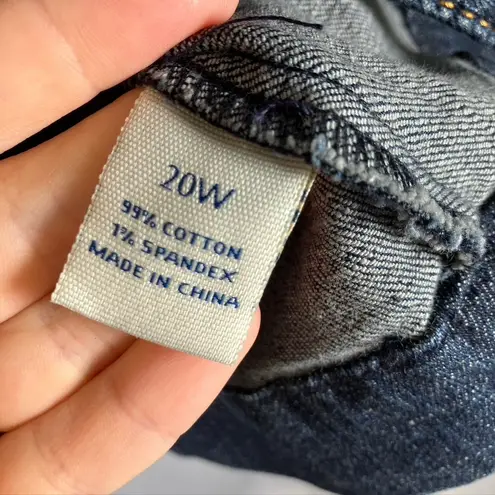 20W
99% COTTON
1% SPANDEX
MADE IN CHINA